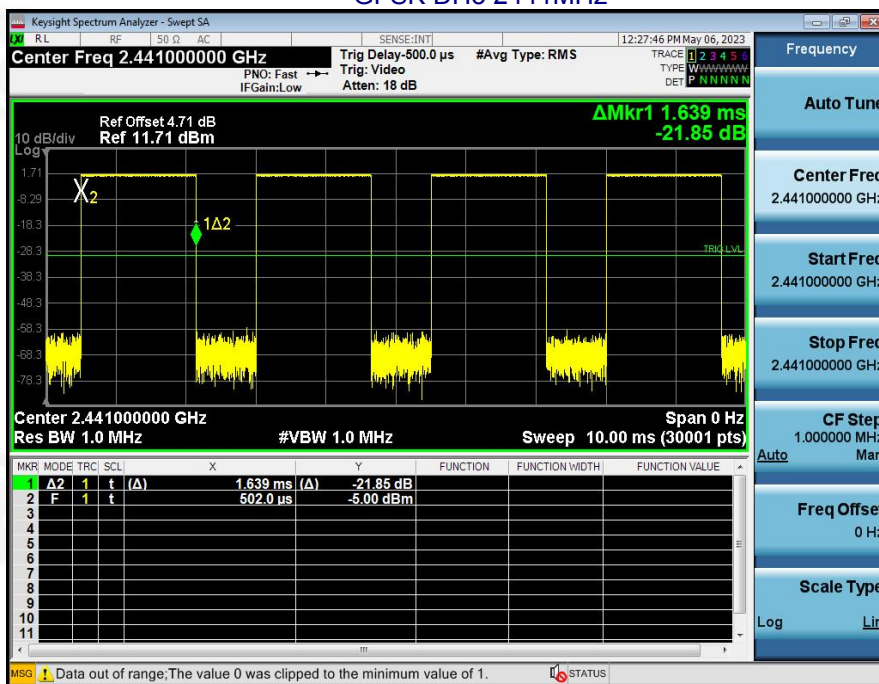 GFSK DH3 2441MHz
Keysight Spectrum Analyzer - Swept SA
LXI RL RF 50 Ω AC SENSE:INT 12:27:46 PM May 06, 2023
Center Freq 2.441000000 GHz Trig Delay-500.0 µs #Avg Type: RMS TRACE 1 2 3 4 5 6
PNO: Fast Trig: Video TYPE WWWWWW
IFGain:Low Atten: 18 dB DET P N N N N N
Frequency
Auto Tune
ΔMkr1 1.639 ms
-21.85 dB
Ref Offset 4.71 dB
10 dB/div Ref 11.71 dBm
Log
1.71
-8.29
-18.3
-28.3
-38.3
-48.3
-58.3
-68.3
-78.3
X2
1Δ2
TRIG LVL
Center Freq
2.441000000 GHz
Start Freq
2.441000000 GHz
Stop Freq
2.441000000 GHz
Center 2.441000000 GHz Span 0 Hz
Res BW 1.0 MHz #VBW 1.0 MHz Sweep 10.00 ms (30001 pts)
CF Step
1.000000 MHz
Auto Man
MKR MODE TRC SCL X Y FUNCTION FUNCTION WIDTH FUNCTION VALUE
1 Δ2 1 t (Δ) 1.639 ms (Δ) -21.85 dB
2 F 1 t 502.0 µs -5.00 dBm
3
4
5
6
7
8
9
10
11
Freq Offset
0 Hz
Scale Type
Log Lin
MSG Data out of range;The value 0 was clipped to the minimum value of 1. STATUS